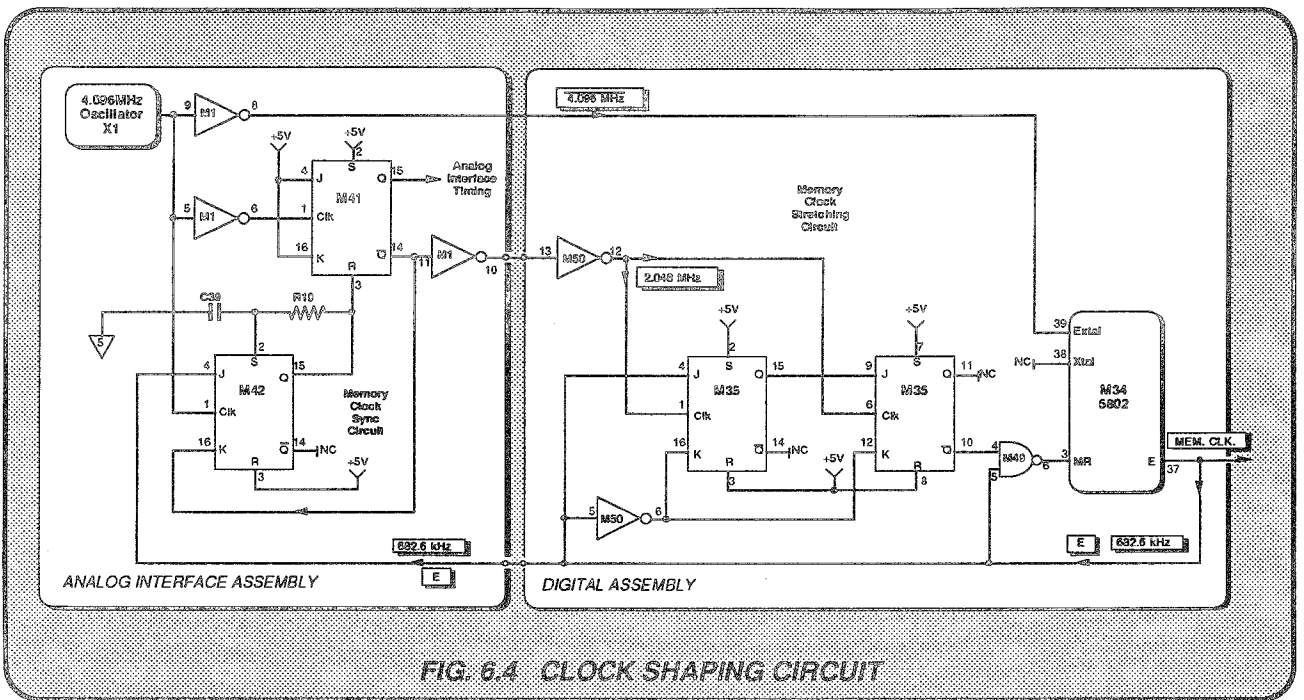 4.096MHz
Oscillator
X1
9
M1
8
4.096 MHz
+5V
+5V
2
S
4
J
Q
15
Analog
Interface
Timing
M41
5
M1
6
1
Clk
16
K
Q
14
R
3
11
M1
10
13
M50
12
2.048 MHz
Memory
Clock
Stretching
Circuit
C39
R10
5
2
S
4
J
Q
15
M42
1
Clk
16
K
Q
14
NC
R
3
+5V
Memory
Clock
Sync
Circuit
+5V
2
S
4
J
Q
15
M35
1
Clk
16
K
Q
14
NC
R
3
+5V
+5V
7
S
9
J
Q
11
NC
M35
6
Clk
12
K
Q
10
R
8
5
M50
6
4
M49
5
6
39
Extal
NC
38
Xtal
M34
6802
3
MR
E
37
MEM. CLK.
682.6 kHz
E
E
682.6 kHz
ANALOG INTERFACE ASSEMBLY
DIGITAL ASSEMBLY
FIG. 6.4 CLOCK SHAPING CIRCUIT